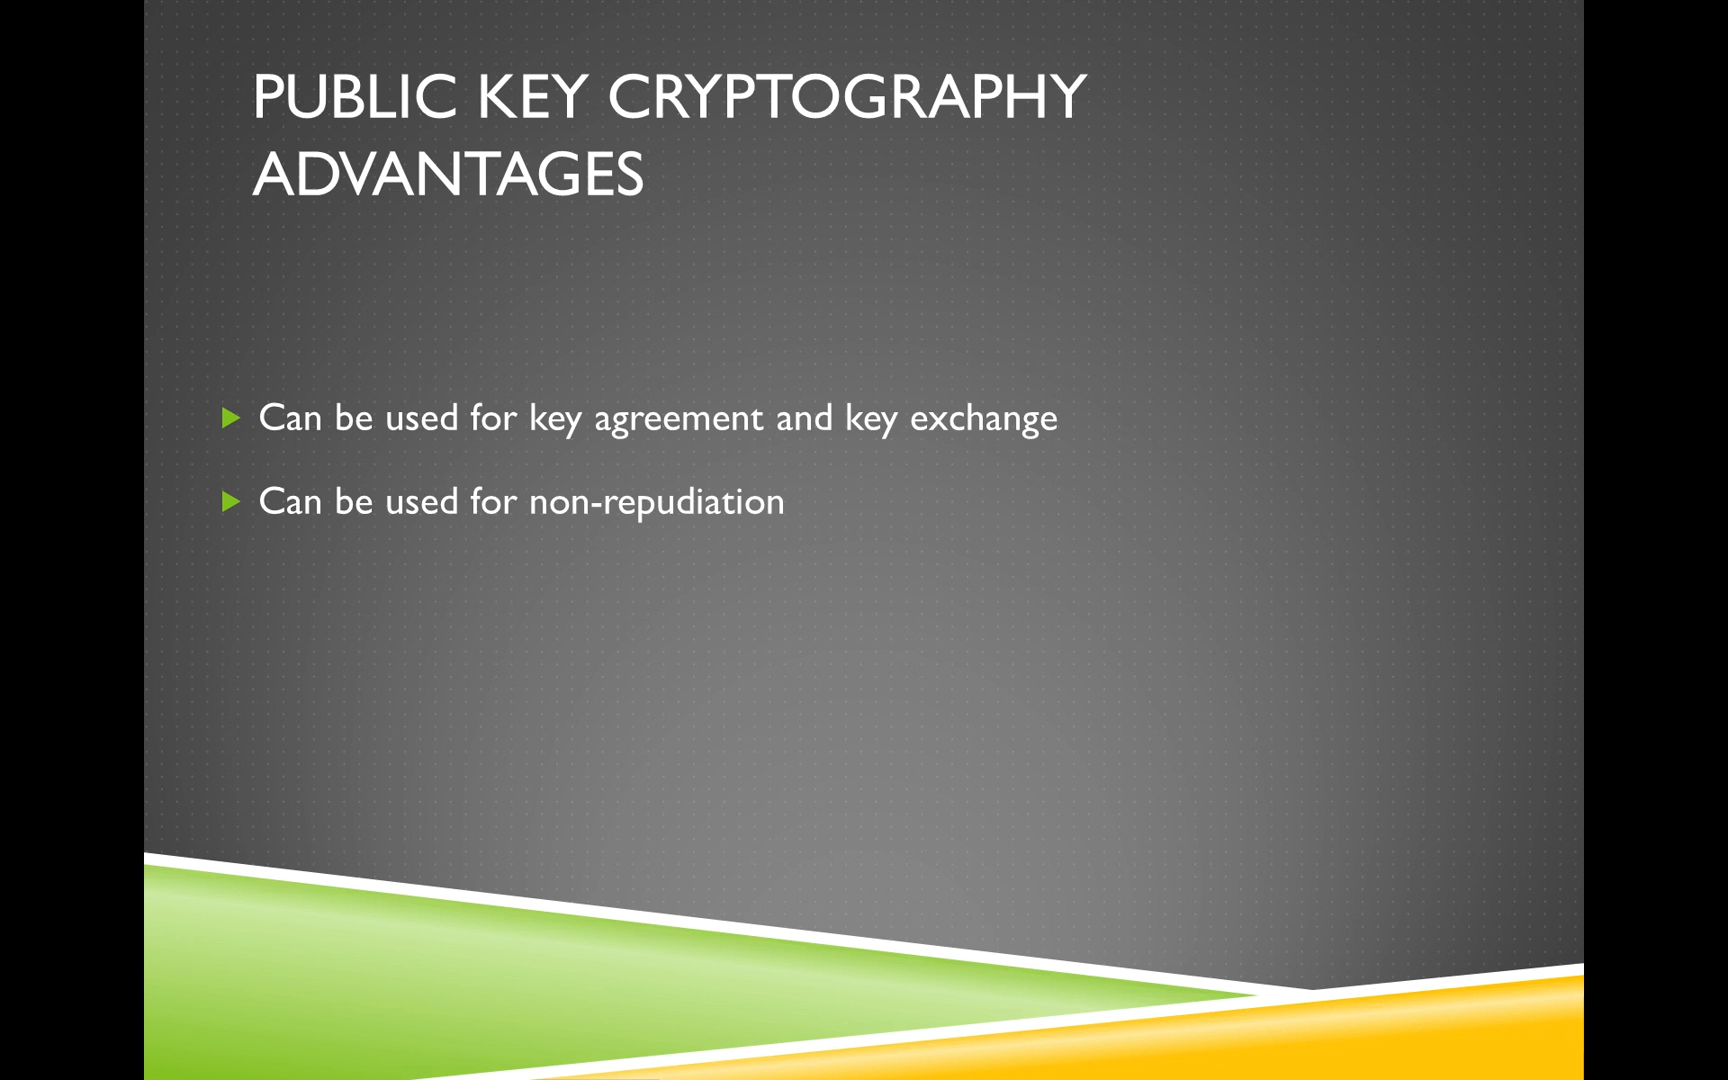 PUBLIC KEY CRYPTOGRAPHY
ADVANTAGES
Can be used for key agreement and key exchange
Can be used for non-repudiation